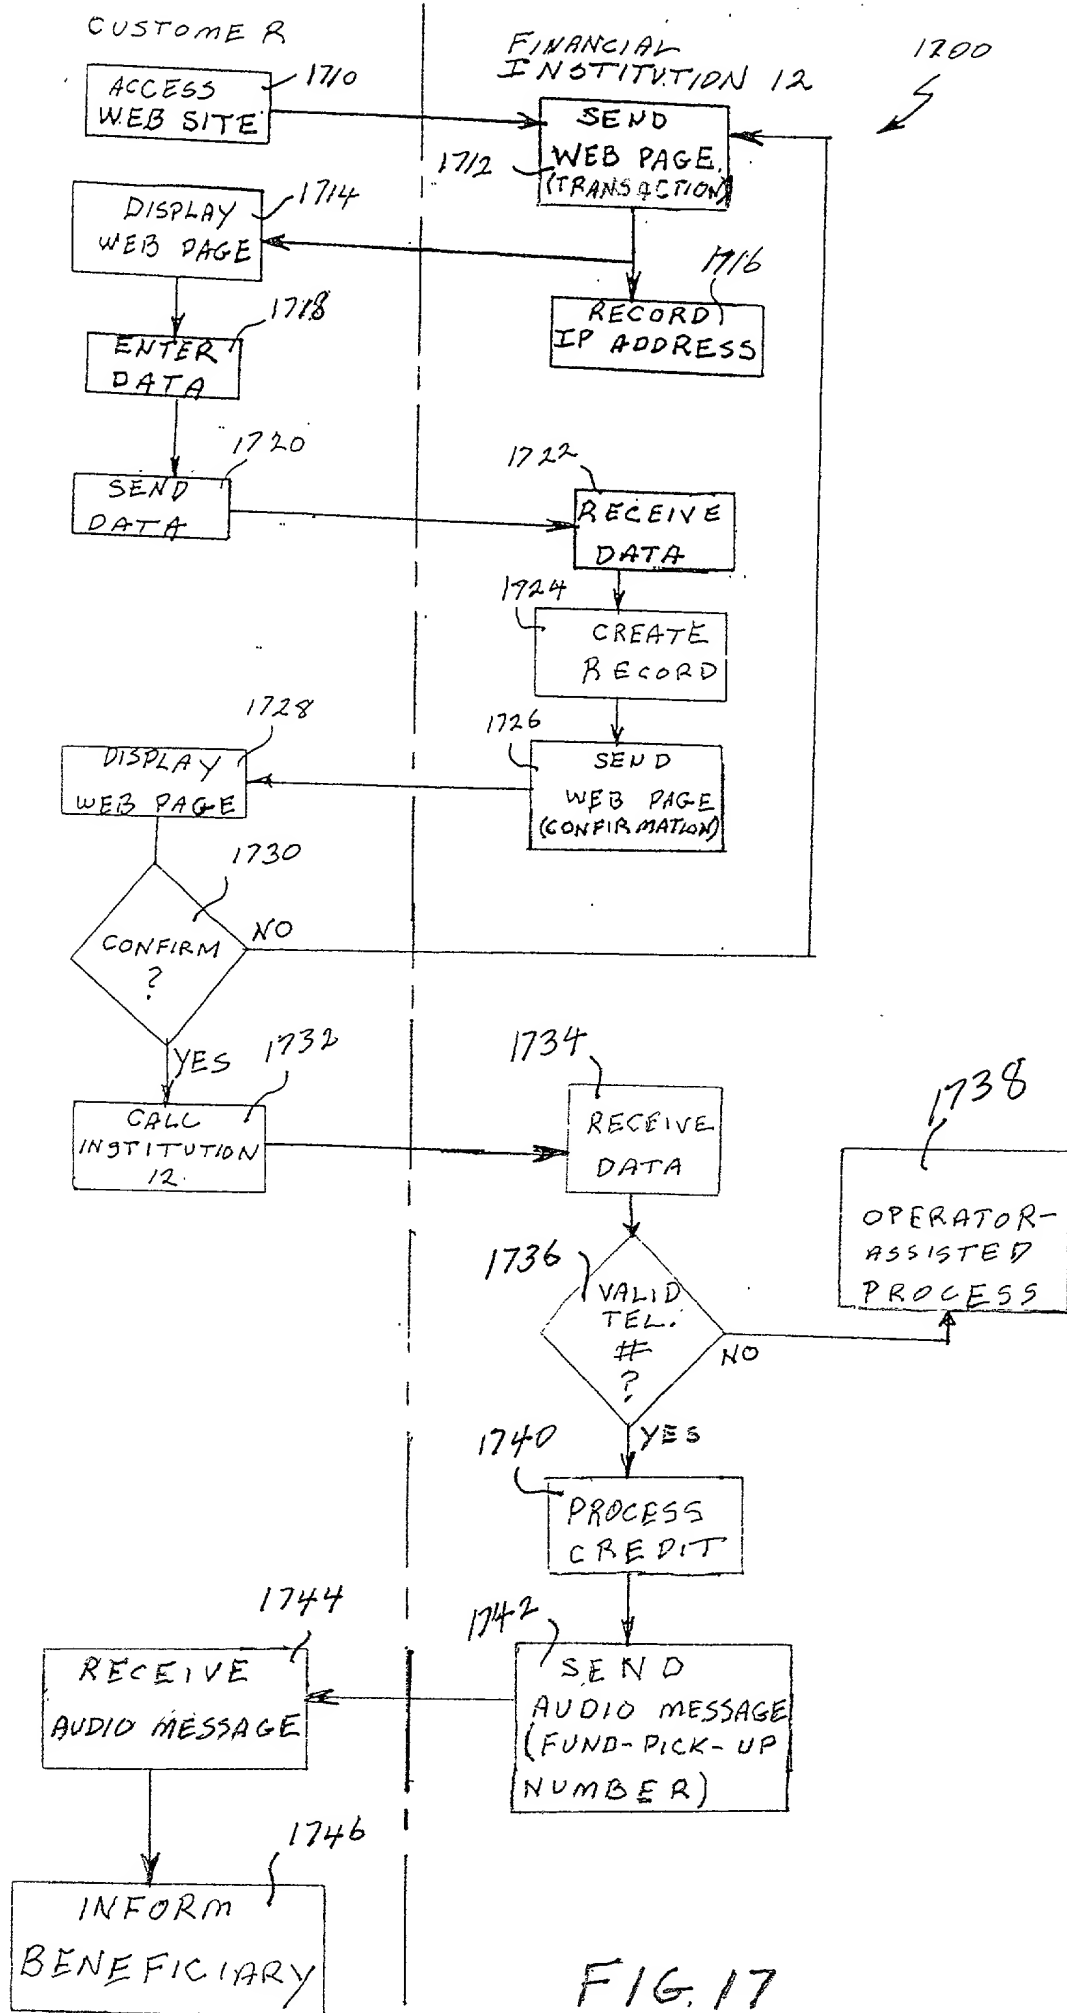 CUSTOMER
FINANCIAL
INSTITUTION 12
1200
ACCESS
WEB SITE
1710
SEND
WEB PAGE
(TRANSACTION)
1712
DISPLAY
WEB PAGE
1714
1716
RECORD
IP ADDRESS
1718
ENTER
DATA
1720
SEND
DATA
1722
RECEIVE
DATA
1724
CREATE
RECORD
1726
SEND
WEB PAGE
(CONFIRMATION)
1728
DISPLAY
WEB PAGE
1730
CONFIRM
?
NO
YES
1732
CALL
INSTITUTION
12.
1734
RECEIVE
DATA
1736
VALID
TEL.
#
?
NO
1738
OPERATOR-
ASSISTED
PROCESS
YES
1740
PROCESS
CREDIT
1742
SEND
AUDIO MESSAGE
(FUND-PICK-UP
NUMBER)
1744
RECEIVE
AUDIO MESSAGE
1746
INFORM
BENEFICIARY
FIG. 17